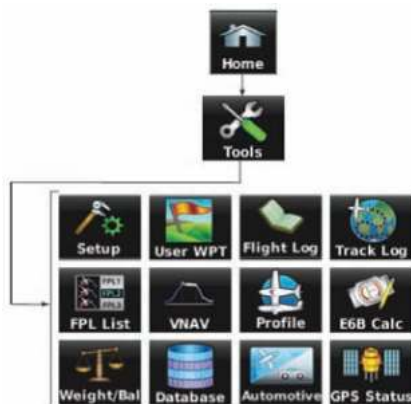 Home
Tools
Setup
User WPT
Flight Log
Track Log
FPL1
FPL2
FPL3
FPL List
VNAV
Profile
E6B Calc
Weight/Bal
Database
Automotive
GPS Status